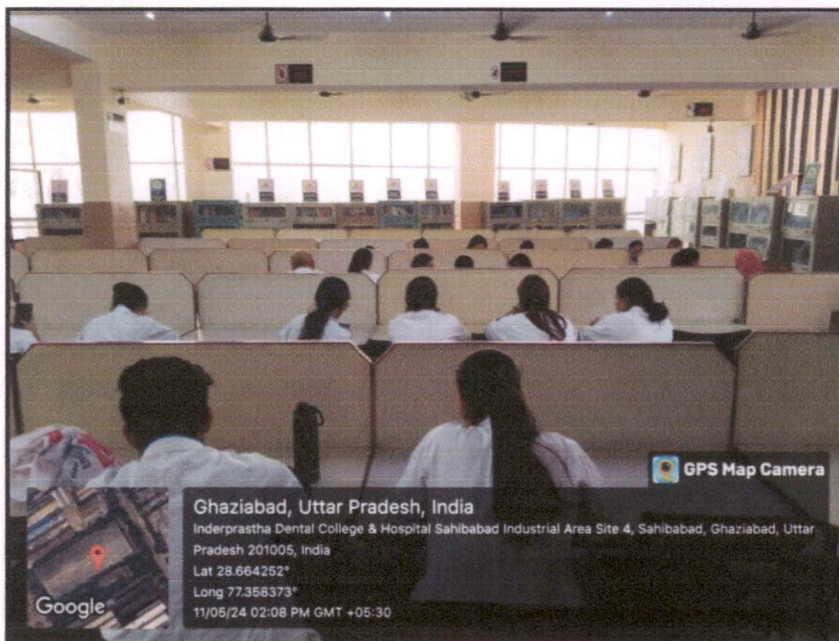 GPS Map Camera
Ghaziabad, Uttar Pradesh, India
Inderprastha Dental College & Hospital Sahibabad Industrial Area Site 4, Sahibabad, Ghaziabad, Uttar
Pradesh 201005, India
Lat 28.664252°
Long 77.358373°
11/05/24 02:08 PM GMT +05:30
Google